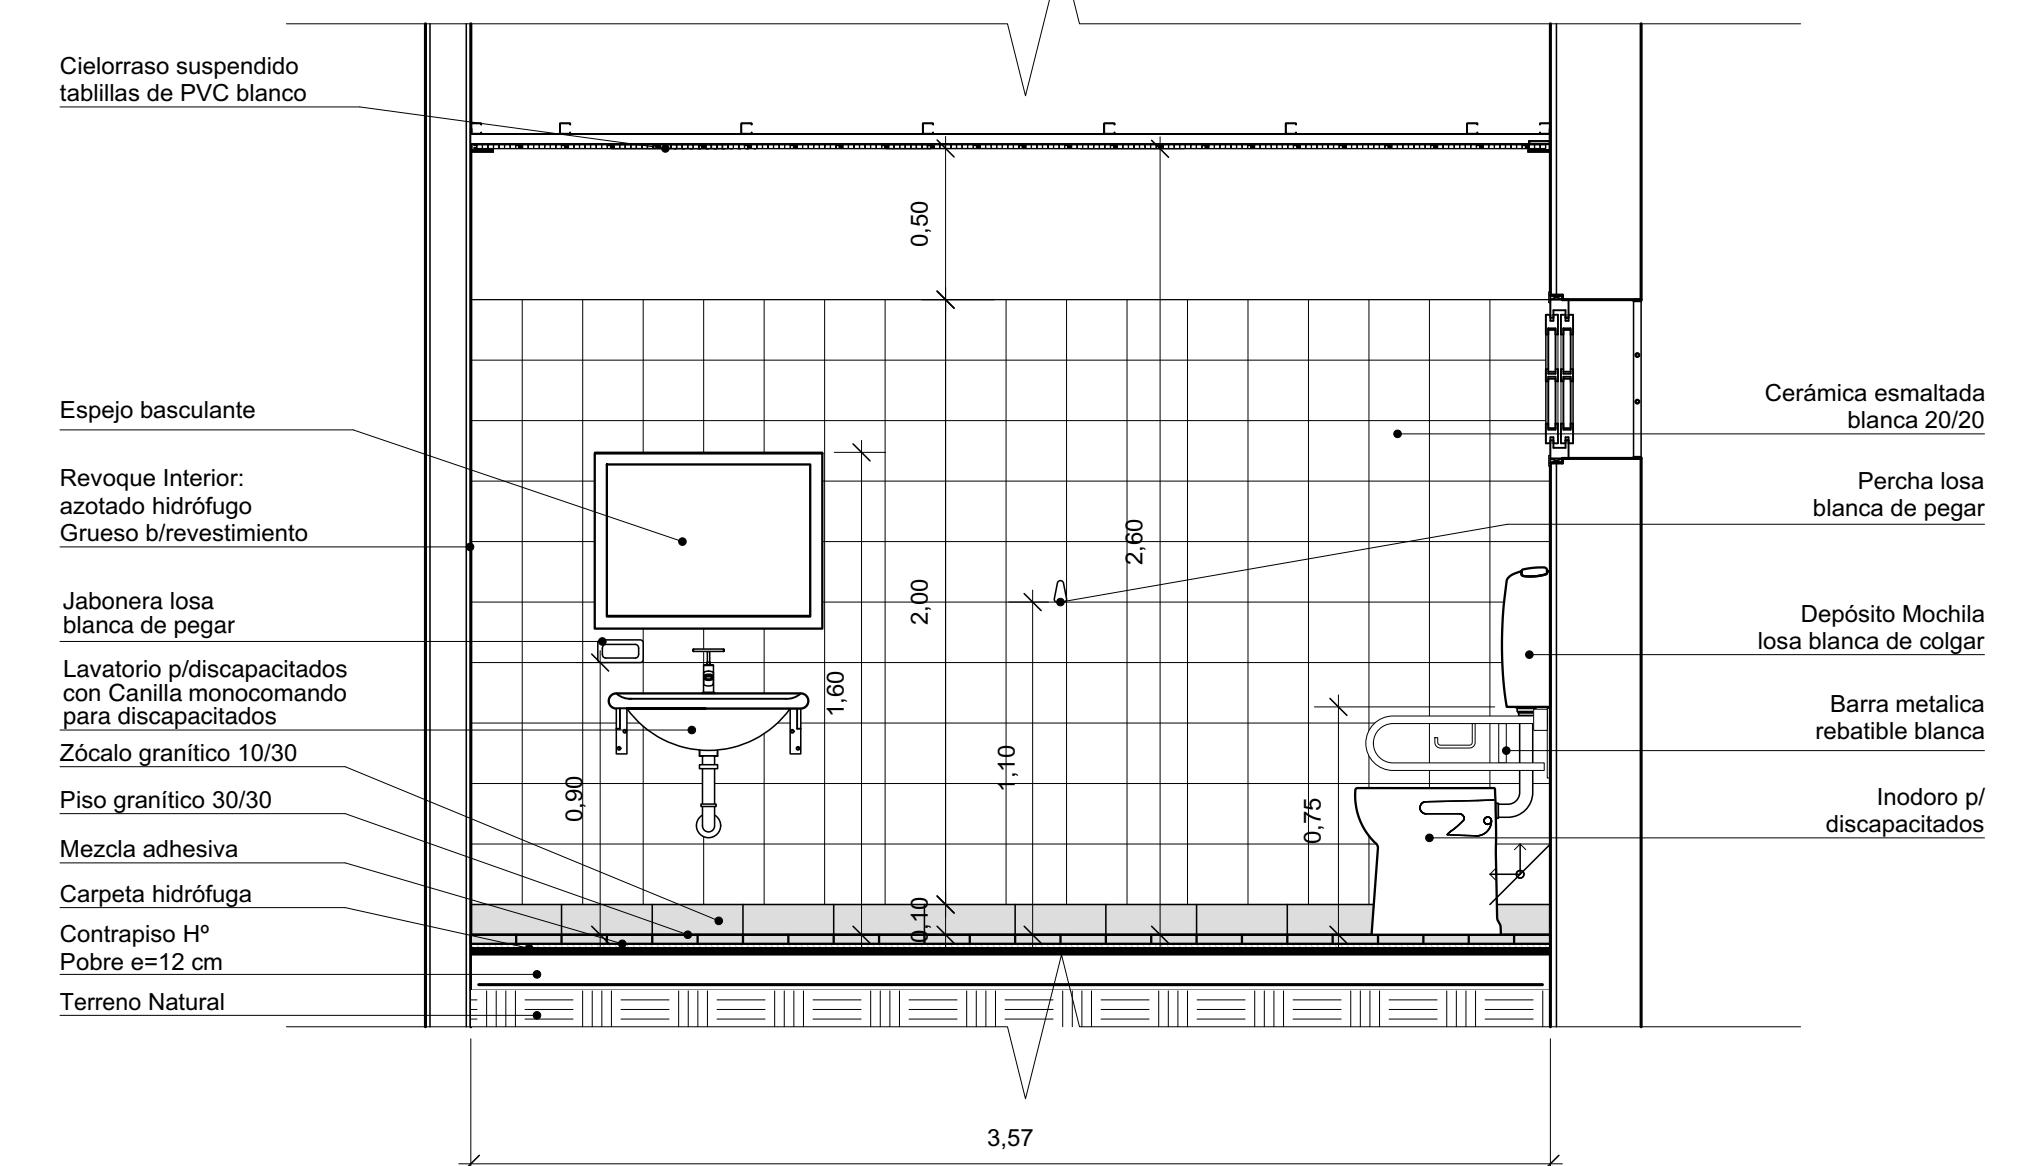 Cielorraso suspendido
tablillas de PVC blanco
Espejo basculante
Revoque Interior:
azotado hidrófugo
Grueso b/revestimiento
Jabonera losa
blanca de pegar
Lavatorio p/discapacitados
con Canilla monocomando
para discapacitados
Zócalo granítico 10/30
Piso granítico 30/30
Mezcla adhesiva
Carpeta hidrófuga
Contrapiso Hº
Pobre e=12 cm
Terreno Natural
0,50
2,60
2,00
1,60
1,10
0,90
0,75
0,10
3,57
Cerámica esmaltada
blanca 20/20
Percha losa
blanca de pegar
Depósito Mochila
losa blanca de colgar
Barra metalica
rebatible blanca
Inodoro p/
discapacitados